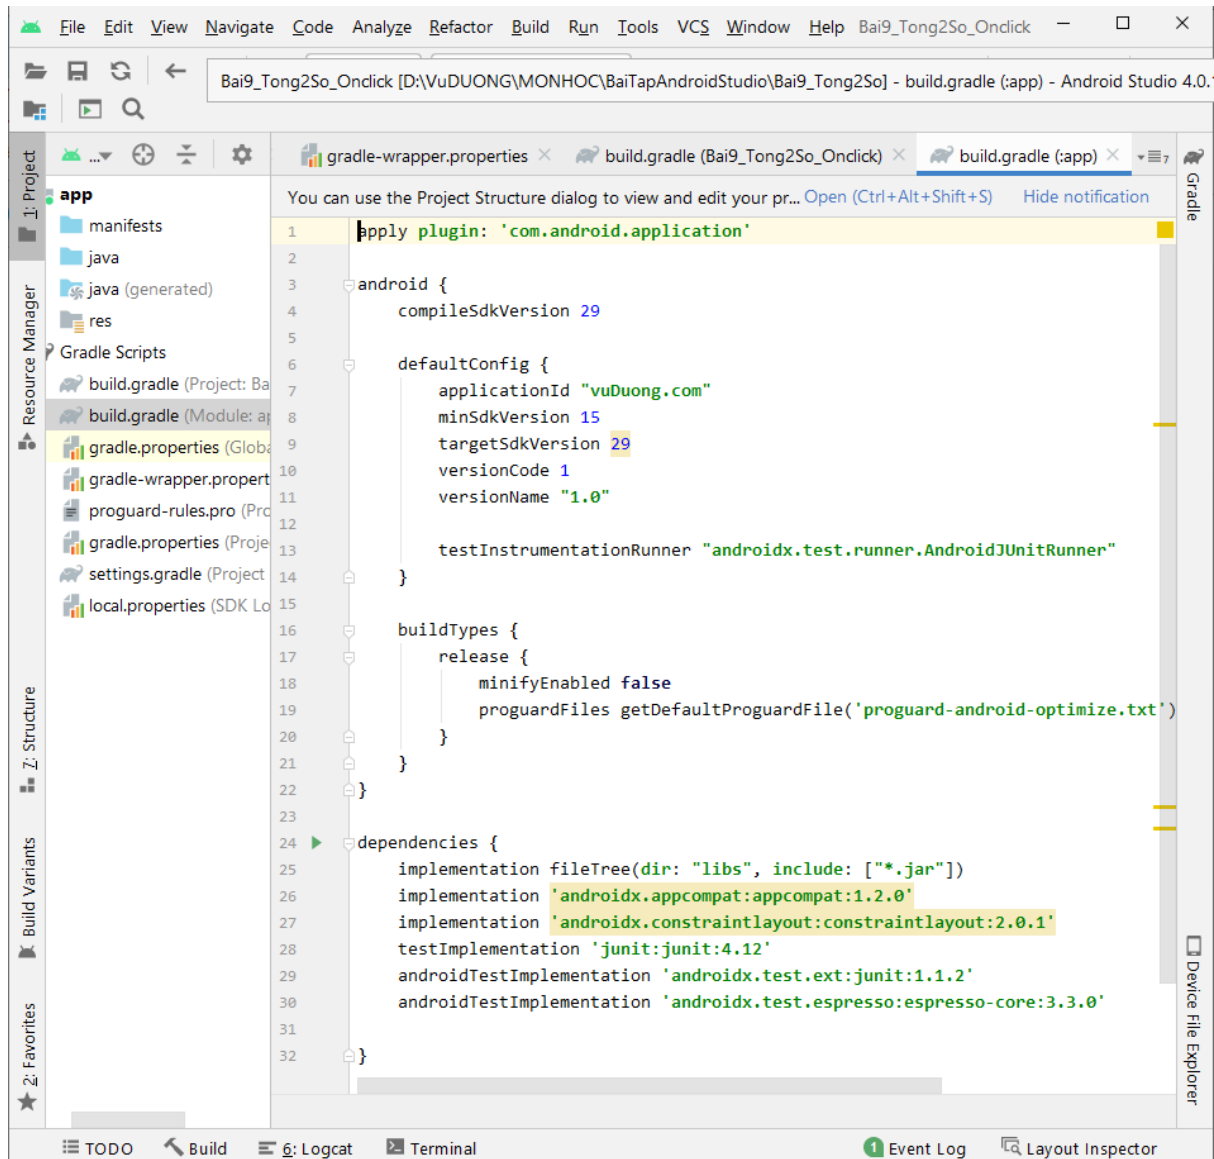 File Edit View Navigate Code Analyze Refactor Build Run Tools VCS Window Help Bai9_Tong2So_Onclick
Bai9_Tong2So_Onclick [D:\VuDUONG\MONHOC\BaiTapAndroidStudio\Bai9_Tong2So] - build.gradle (:app) - Android Studio 4.0.1
...
gradle-wrapper.properties
build.gradle (Bai9_Tong2So_Onclick)
build.gradle (:app)
7
You can use the Project Structure dialog to view and edit your pr... Open (Ctrl+Alt+Shift+S) Hide notification
1: Project
Resource Manager
7: Structure
Build Variants
2: Favorites
app
manifests
java
java (generated)
res
Gradle Scripts
build.gradle (Project: Ba
build.gradle (Module: ap
gradle.properties (Globa
gradle-wrapper.propert
proguard-rules.pro (Pro
gradle.properties (Proje
settings.gradle (Project
local.properties (SDK Lo
1 apply plugin: 'com.android.application'
2
3 android {
4 compileSdkVersion 29
5
6 defaultConfig {
7 applicationId "vuDuong.com"
8 minSdkVersion 15
9 targetSdkVersion 29
10 versionCode 1
11 versionName "1.0"
12
13 testInstrumentationRunner "androidx.test.runner.AndroidJUnitRunner"
14 }
15
16 buildTypes {
17 release {
18 minifyEnabled false
19 proguardFiles getDefaultProguardFile('proguard-android-optimize.txt')
20 }
21 }
22 }
23
24 dependencies {
25 implementation fileTree(dir: "libs", include: ["*.jar"])
26 implementation 'androidx.appcompat:appcompat:1.2.0'
27 implementation 'androidx.constraintlayout:constraintlayout:2.0.1'
28 testImplementation 'junit:junit:4.12'
29 androidTestImplementation 'androidx.test.ext:junit:1.1.2'
30 androidTestImplementation 'androidx.test.espresso:espresso-core:3.3.0'
31
32 }
Gradle
Device File Explorer
TODO Build 6: Logcat Terminal 1 Event Log Layout Inspector